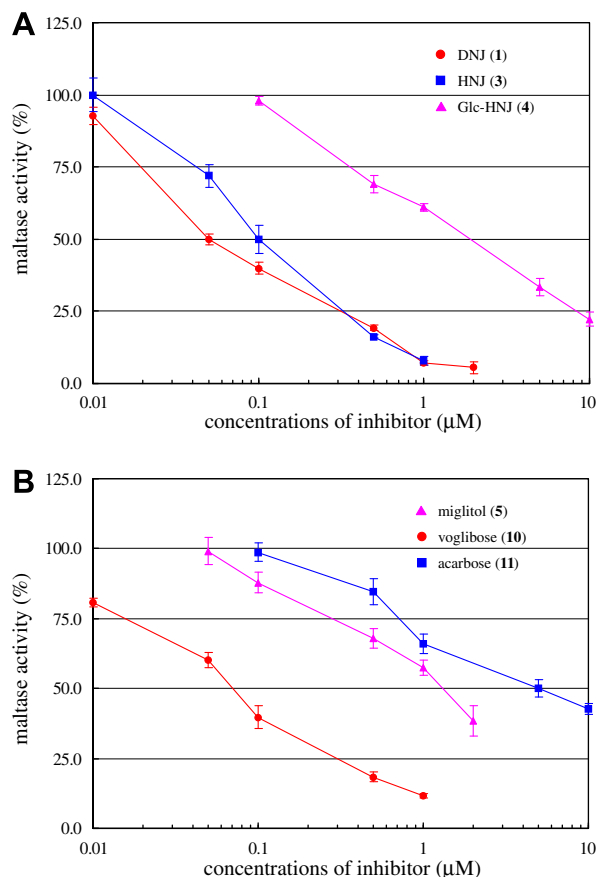 A
125.0
100.0
75.0
50.0
25.0
0.0
maltase activity (%)
DNJ (1)
HNJ (3)
Glc-HNJ (4)
0.01
0.1
1
10
concentrations of inhibitor (µM)
B
125.0
100.0
75.0
50.0
25.0
0.0
maltase activity (%)
miglitol (5)
voglibose (10)
acarbose (11)
0.01
0.1
1
10
concentrations of inhibitor (µM)